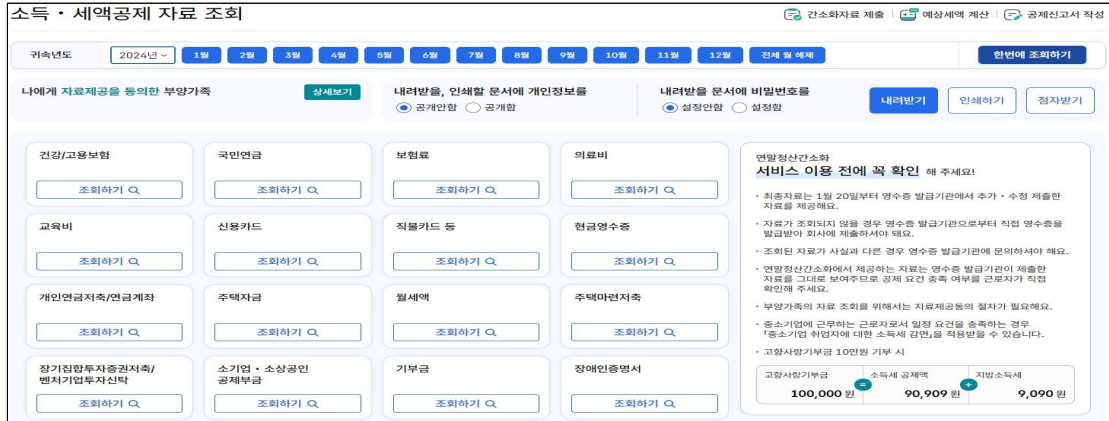 소득・세액공제 자료 조회
간소화자료 제출 예상세액 계산 공제신고서 작성
귀속년도 2024년 1월 2월 3월 4월 5월 6월 7월 8월 9월 10월 11월 12월 전체 월 해제 한번에 조회하기
나에게 자료제공을 동의한 부양가족 상세보기
내려받을, 인쇄할 문서에 개인정보를
공개안함 공개함
내려받을 문서에 비밀번호를
설정안함 설정함
내려받기 인쇄하기 점자받기
건강/고용보험 국민연금 보험료 의료비
조회하기 조회하기 조회하기 조회하기
교육비 신용카드 직불카드 등 현금영수증
조회하기 조회하기 조회하기 조회하기
개인연금저축/연금계좌 주택자금 월세액 주택마련저축
조회하기 조회하기 조회하기 조회하기
장기집합투자증권저축/
벤처기업투자신탁
소기업・소상공인
공제부금
기부금 장애인증명서
조회하기 조회하기 조회하기 조회하기
연말정산간소화
서비스 이용 전에 꼭 확인 해 주세요!
・ 최종자료는 1월 20일부터 영수증 발급기관에서 추가・수정 제출한
자료를 제공해요.
・ 자료가 조회되지 않을 경우 영수증 발급기관으로부터 직접 영수증을
발급받아 회사에 제출하셔야 돼요.
・ 조회된 자료가 사실과 다른 경우 영수증 발급기관에 문의하셔야 해요.
・ 연말정산간소화에서 제공하는 자료는 영수증 발급기관이 제출한
자료를 그대로 보여주므로 공제 요건 충족 여부를 근로자가 직접
확인해 주세요.
・ 부양가족의 자료 조회를 위해서는 자료제공동의 절차가 필요해요.
・ 중소기업에 근무하는 근로자로서 일정 요건을 충족하는 경우
「중소기업 취업자에 대한 소득세 감면」을 적용받을 수 있습니다.
・ 고향사랑기부금 10만원 기부 시
고향사랑기부금 소득세 공제액 지방소득세
100,000 원 = 90,909 원 + 9,090 원